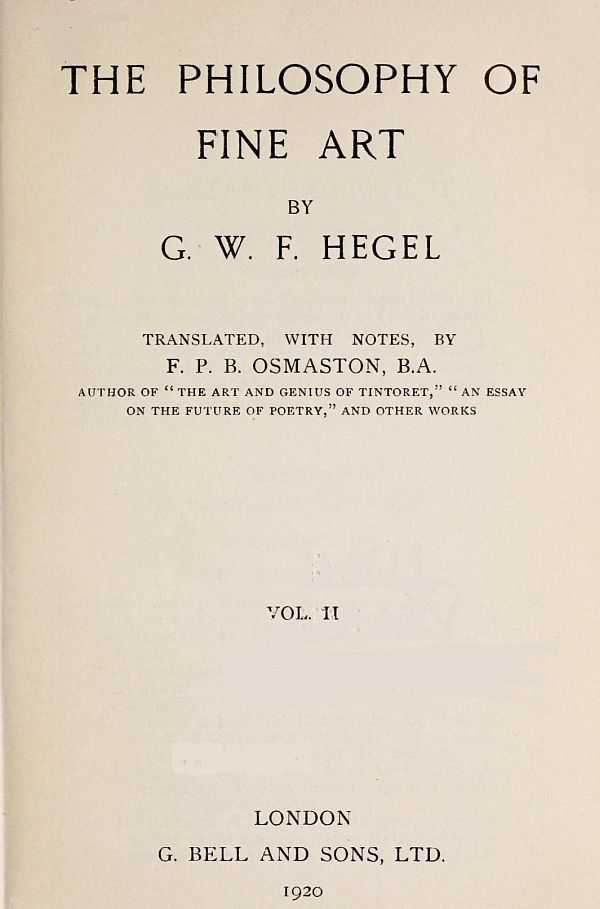 THE PHILOSOPHY OF
FINE ART
BY
G. W. F. HEGEL
TRANSLATED, WITH NOTES, BY
F. P. B. OSMASTON, B.A.
AUTHOR OF "THE ART AND GENIUS OF TINTORET," "AN ESSAY
ON THE FUTURE OF POETRY," AND OTHER WORKS
VOL. II
LONDON
G. BELL AND SONS, LTD.
1920